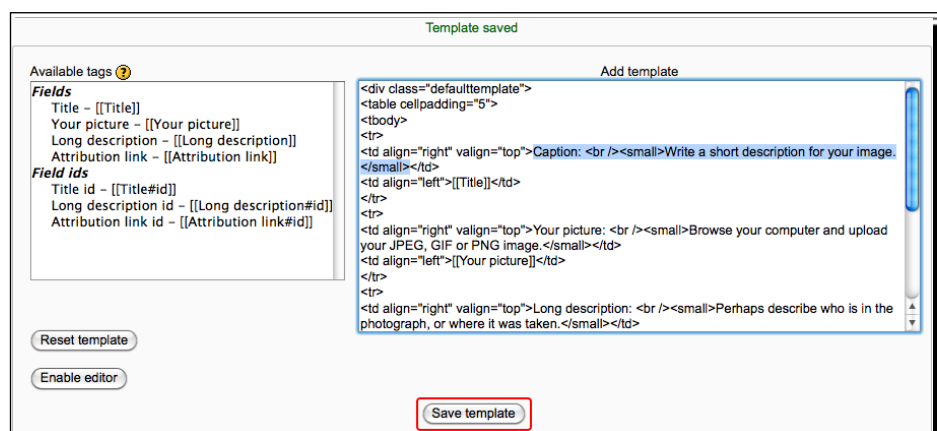 Template saved
Available tags
Fields
Title – [[Title]]
Your picture – [[Your picture]]
Long description – [[Long description]]
Attribution link – [[Attribution link]]
Field ids
Title id – [[Title#id]]
Long description id – [[Long description#id]]
Attribution link id – [[Attribution link#id]]
Reset template
Enable editor
Add template
<div class="defaulttemplate">
<table cellpadding="5">
<tbody>
<tr>
<td align="right" valign="top">Caption: <br /><small>Write a short description for your image.
</small></td>
<td align="left">[[Title]]</td>
</tr>
<tr>
<td align="right" valign="top">Your picture: <br /><small>Browse your computer and upload
your JPEG, GIF or PNG image.</small></td>
<td align="left">[[Your picture]]</td>
</tr>
<tr>
<td align="right" valign="top">Long description: <br /><small>Perhaps describe who is in the
photograph, or where it was taken.</small></td>
Save template